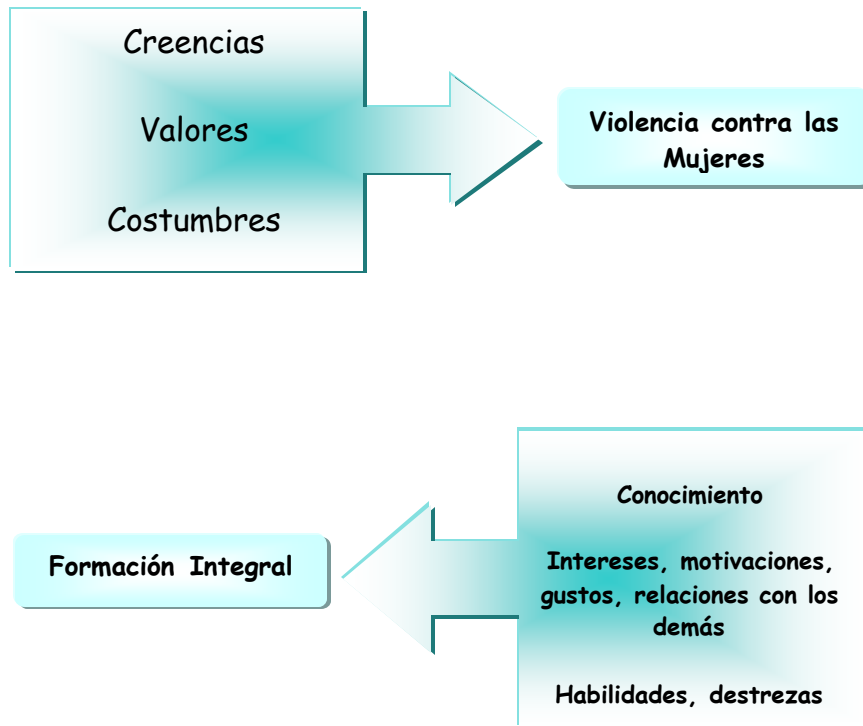 Creencias
Valores
Costumbres
Violencia contra las
Mujeres
Formación Integral
Conocimiento
Intereses, motivaciones,
gustos, relaciones con los
demás
Habilidades, destrezas